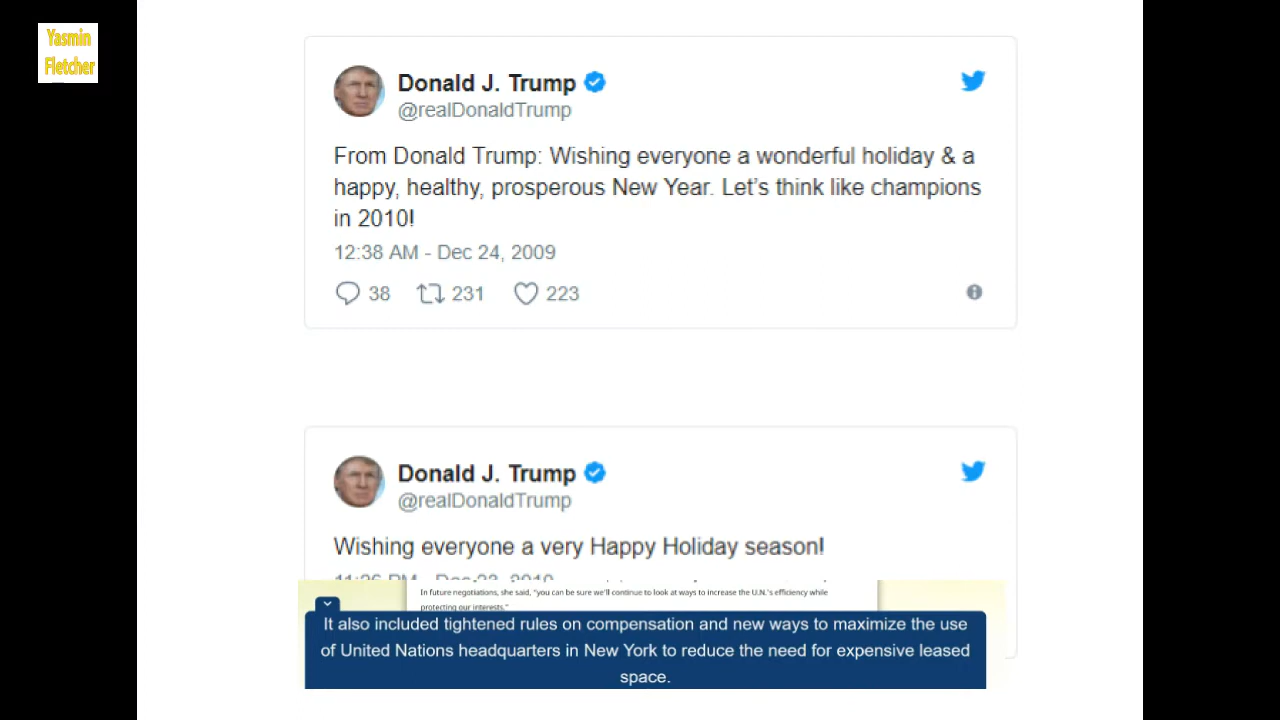 Yasmin
Fletcher
Donald J. Trump
@realDonaldTrump
From Donald Trump: Wishing everyone a wonderful holiday & a
happy, healthy, prosperous New Year. Let’s think like champions
in 2010!
12:38 AM - Dec 24, 2009
38 231 223
Donald J. Trump
@realDonaldTrump
Wishing everyone a very Happy Holiday season!
In future negotiations, she said, "you can be sure we'll continue to look at ways to increase the U.N.'s efficiency while
protecting our interests."
It also included tightened rules on compensation and new ways to maximize the use
of United Nations headquarters in New York to reduce the need for expensive leased
space.